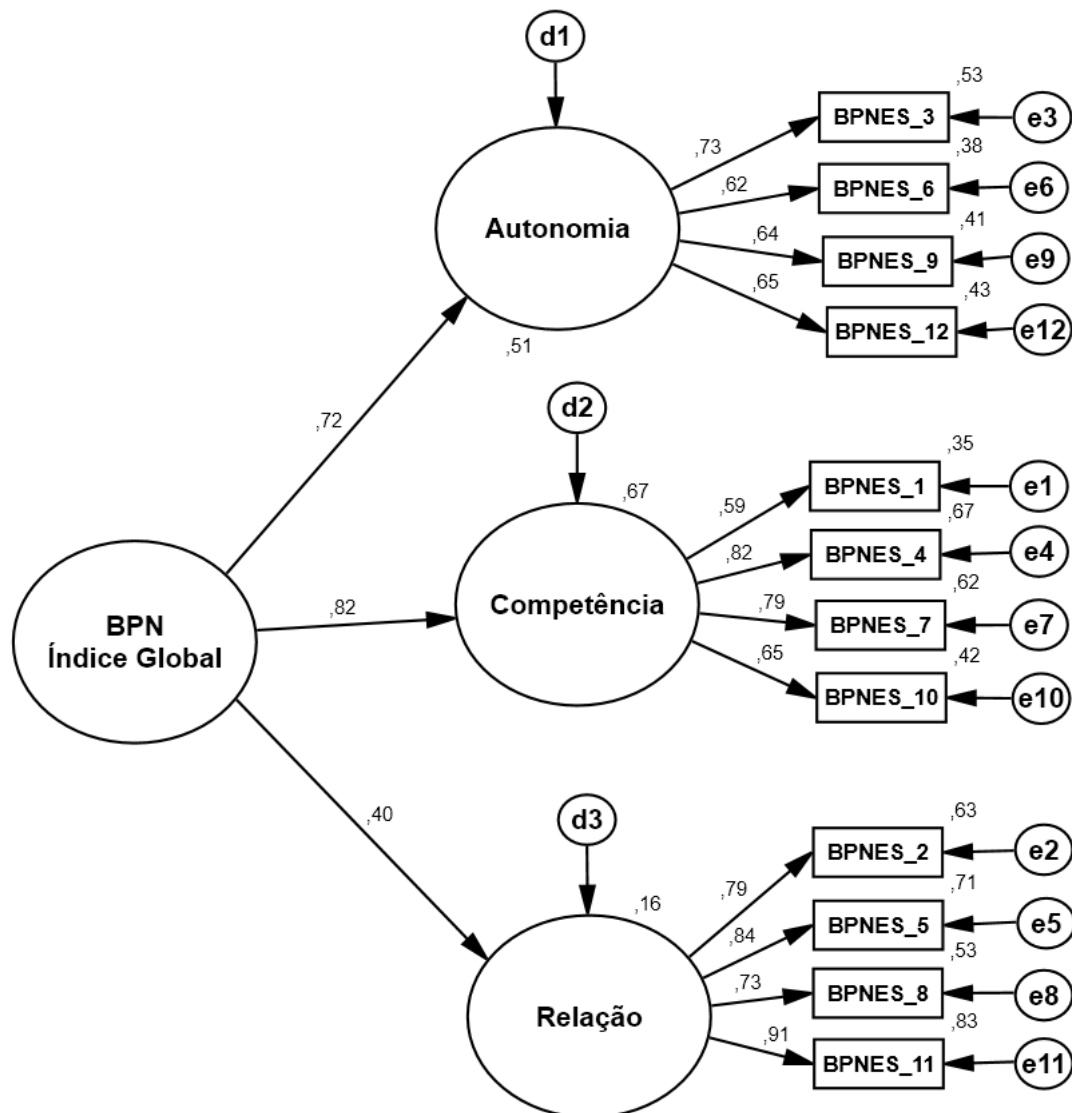 d1
,53
BPNES_3
e3
,73
,38
BPNES_6
e6
,62
Autonomia
,41
,64
BPNES_9
e9
,65
,43
BPNES_12
e12
,51
d2
,72
,35
,67
BPNES_1
e1
,59
,67
,82
BPNES_4
e4
Competência
,62
,82
,79
BPNES_7
e7
BPN
Índice Global
,65
,42
BPNES_10
e10
d3
,40
,63
BPNES_2
e2
,79
,71
,16
,84
BPNES_5
e5
,53
,73
BPNES_8
e8
Relação
,83
,91
BPNES_11
e11